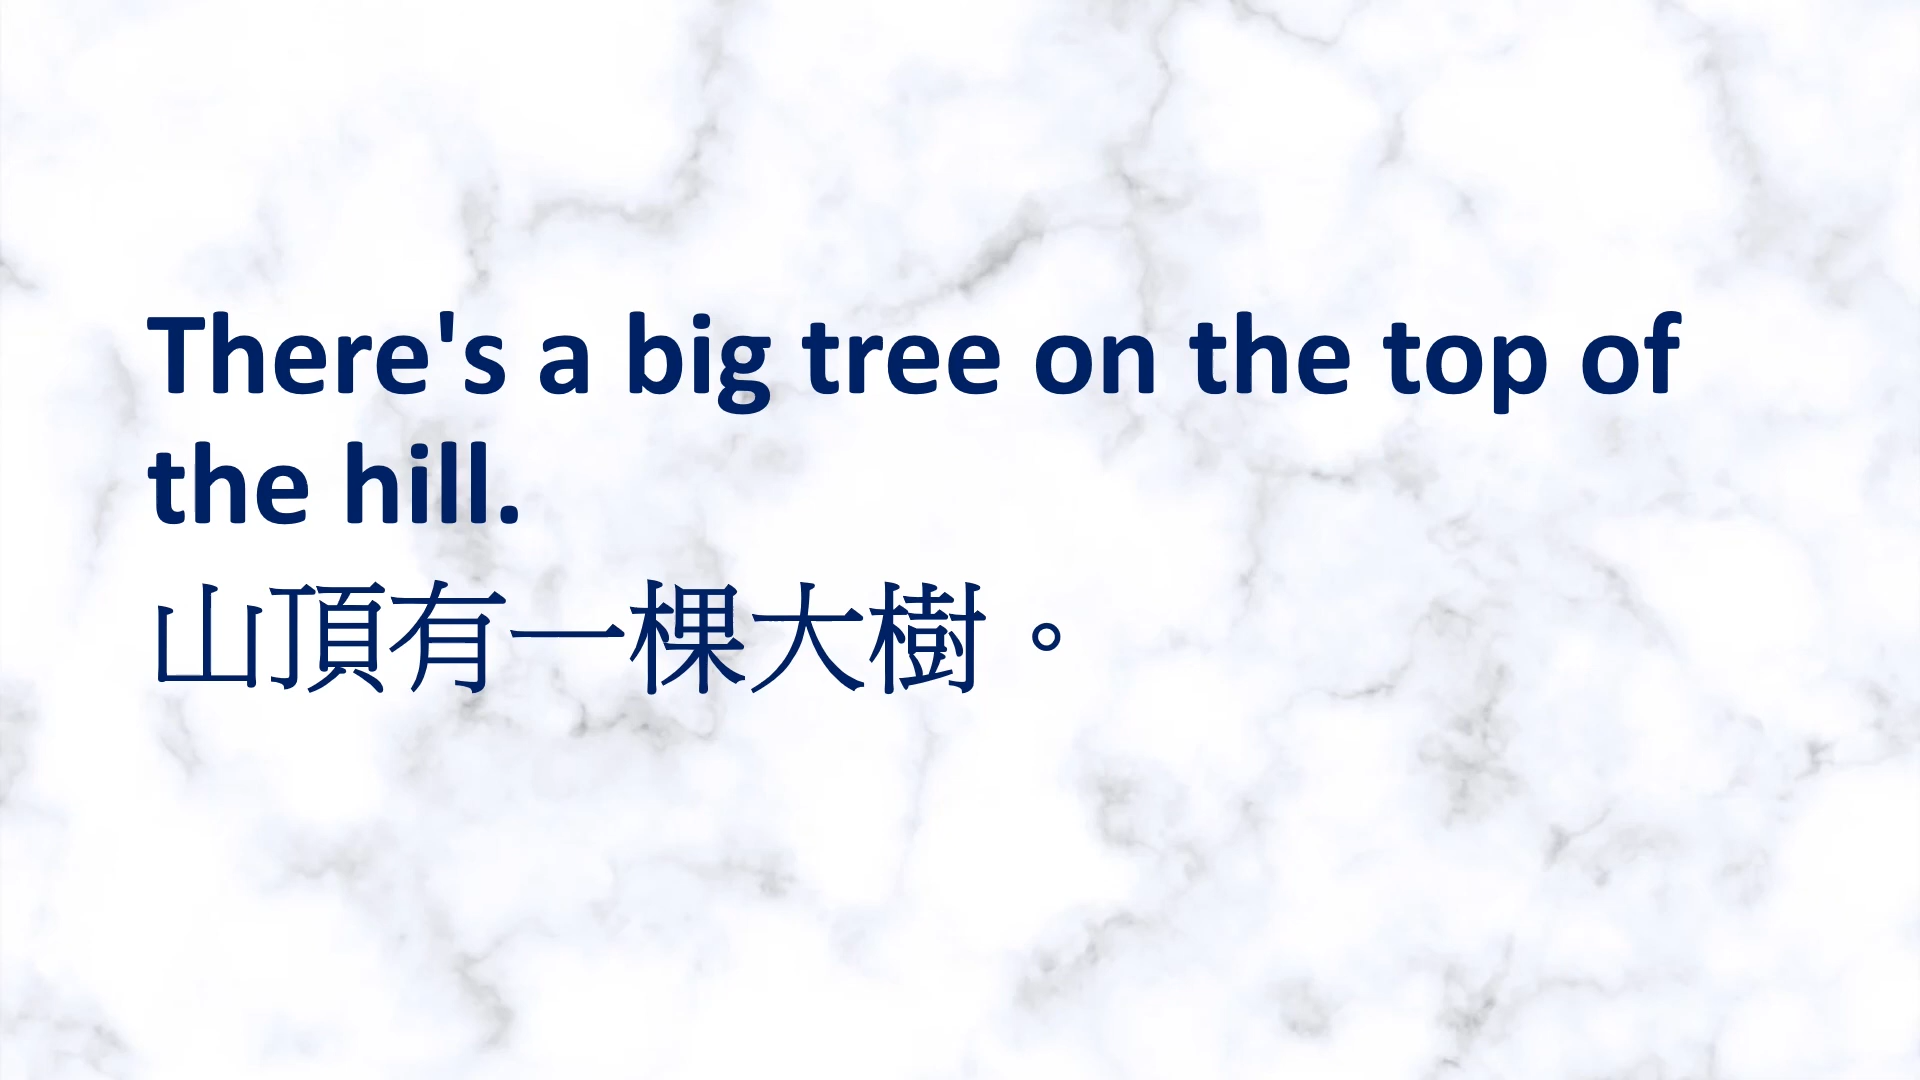 There's a big tree on the top of
the hill.
山頂有一棵大樹。